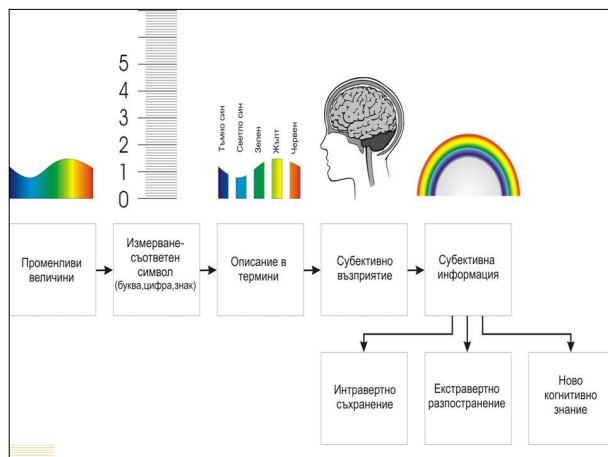 5
4
3
2
1
0
Тъмно син
Светло син
Зелен
Жълт
Червен
Променливи
величини
Измерване-
съответен
символ
(буква,цифра,знак)
Описание в
термини
Субективно
възприятие
Субективна
информация
Интравертно
съхранение
Екстравертно
разпостранение
Ново
когнитивно
знание